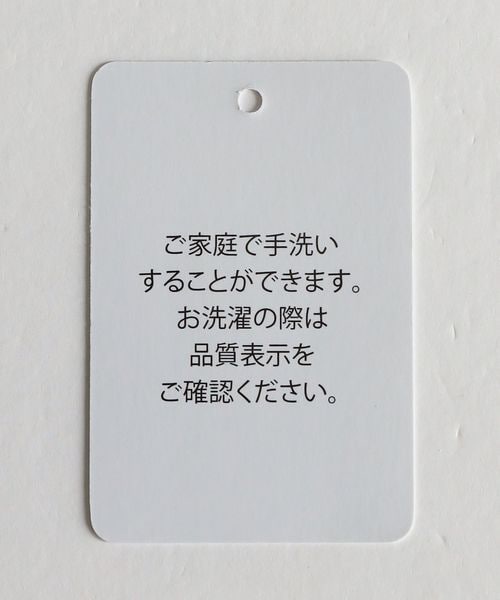 ご家庭で手洗い
することができます。
お洗濯の際は
品質表示を
ご確認ください。